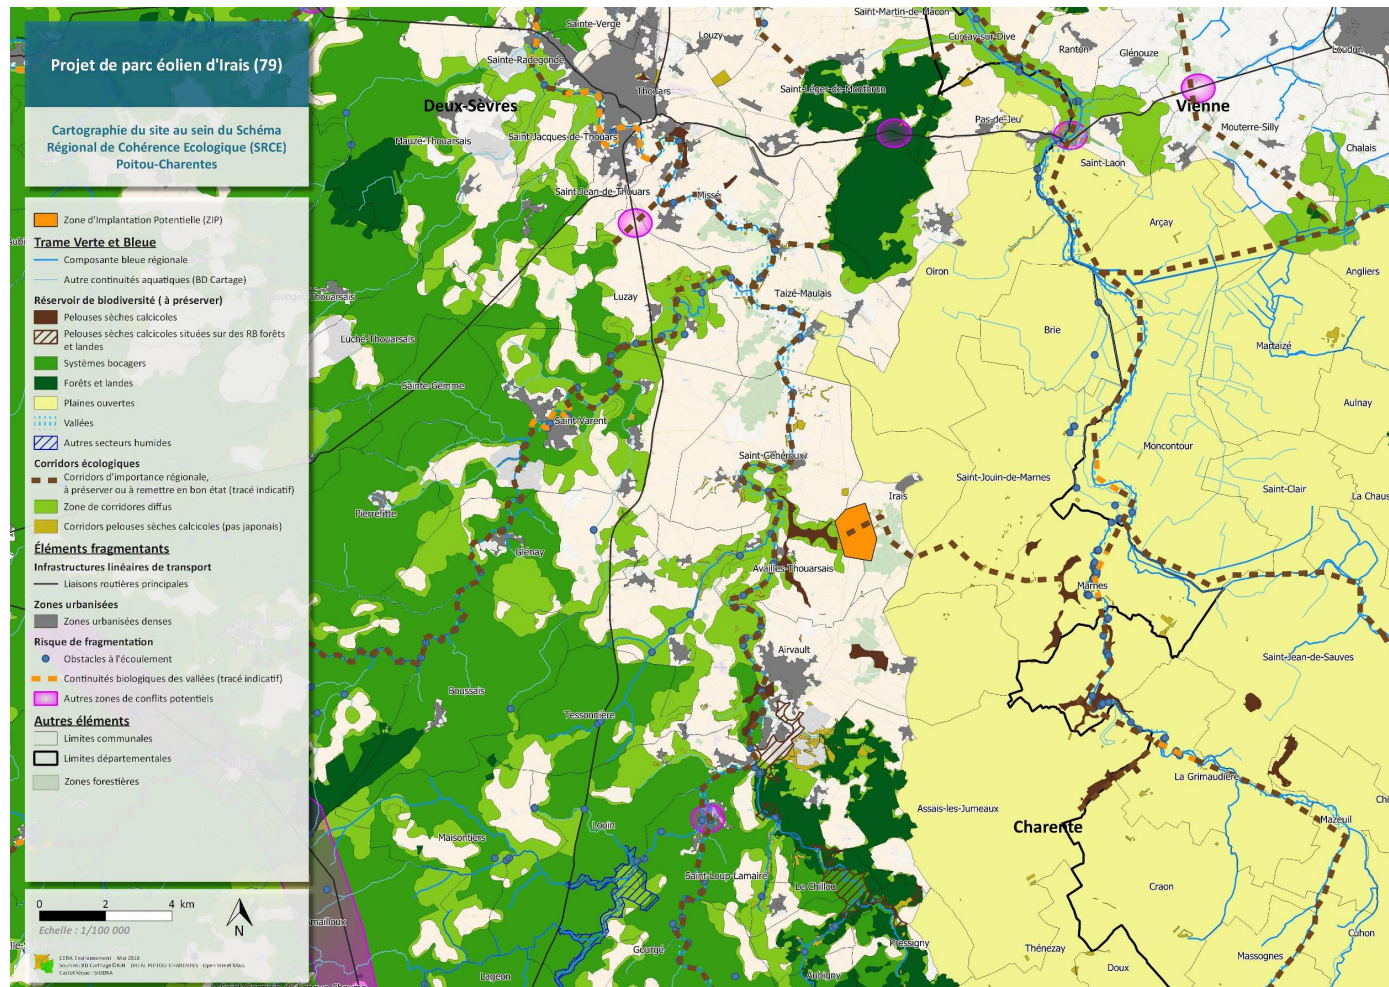 Projet de parc éolien d'Irais (79)
Cartographie du site au sein du Schéma
Régional de Cohérence Ecologique (SRCE)
Poitou-Charentes
Zone d'Implantation Potentielle (ZIP)
Trame Verte et Bleue
Composante bleue régionale
Autre continuités aquatiques (BD Cartage)
Réservoir de biodiversité ( à préserver)
Pelouses sèches calcicoles
Pelouses sèches calcicoles situées sur des RB forêts
et landes
Systèmes bocagers
Forêts et landes
Plaines ouvertes
Vallées
Autres secteurs humides
Corridors écologiques
Corridors d'importance régionale,
à préserver ou à remettre en bon état (tracé indicatif)
Zone de corridores diffus
Corridors pelouses sèches calcicoles (pas japonais)
Éléments fragmentants
Infrastructures linéaires de transport
Liaisons routières principales
Zones urbanisées
Zones urbanisées denses
Risque de fragmentation
Obstacles à l'écoulement
Continuités biologiques des vallées (tracé indicatif)
Autres zones de conflits potentiels
Autres éléments
Limites communales
Limites départementales
Zones forestières
0 2 4 km
Echelle : 1/100 000
N
CERA Environnement Mai 2018
Cartothèque : SIGENA
Sainte-Verge
Louzy
Saint-Martin-de-Mâcon
Curçay-sur-Dive
Ranton
Glénouze
Loudun
Sainte-Radegonde
Thouars
Saint-Léger-de-Montbrun
Deux-Sèvres
Vienne
Mauzé-Thouarsais
Saint-Jacques-de-Thouars
Pas-de-Jeu
Mouterre-Silly
Chalais
Saint-Laon
Saint-Jean-de-Thouars
Missé
Arçay
Oiron
Angliers
Thouarsais
Luzay
Taizé-Maulais
Brie
Martaizé
Luché-Thouarsais
Sainte-Gemme
Aulnay
Saint-Varent
Moncontour
Saint-Généroux
Saint-Jouin-de-Marnes
Saint-Clair
La Chaus
Irais
Pierrefitte
Glénay
Availles-Thouarsais
Marnes
Airvault
Saint-Jean-de-Sauves
Boussais
Tessonnière
La Grimaudière
Assais-les-Jumeaux
Charente
Mazeuil
Maisontiers
Louin
Saint-Loup-Lamairé
Le Chillou
Craon
amailloux
Gourgé
Pressigny
Thénezay
Cuhon
Massognes
Lageon
Aubigny
Doux